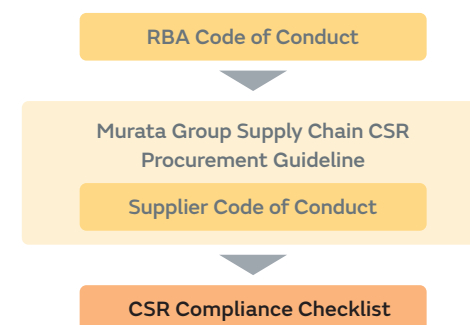 RBA Code of Conduct
Murata Group Supply Chain CSR
Procurement Guideline
Supplier Code of Conduct
CSR Compliance Checklist